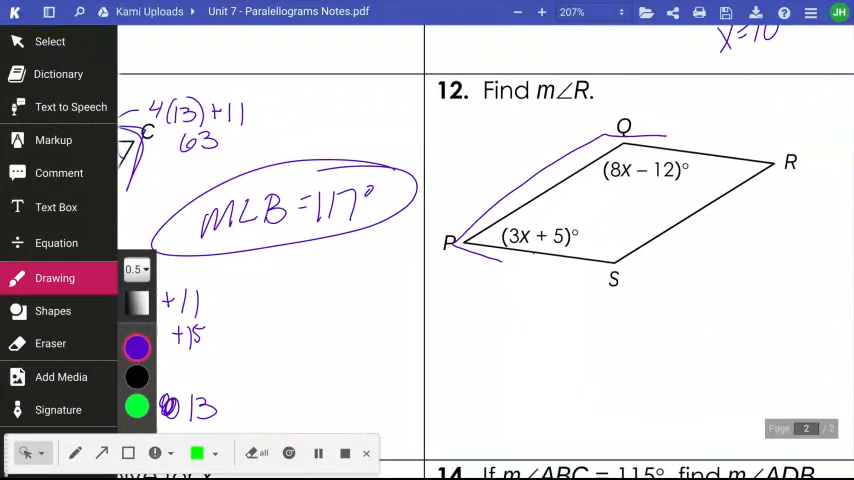 K Kami Uploads > Unit 7 - Paralellograms Notes.pdf 207% JH
Select
Dictionary
Text to Speech
Markup
Comment
Text Box
Equation
Drawing
Shapes
Eraser
Add Media
Signature
0.5
4(13)+11
63
C
m∠B=117°
+11
+15
13
y=10
12. Find m∠R.
Q
R
(8x – 12)°
P
(3x + 5)°
S
Page 2 / 2
all
14. If m∠ABC = 115°, find m∠ADB